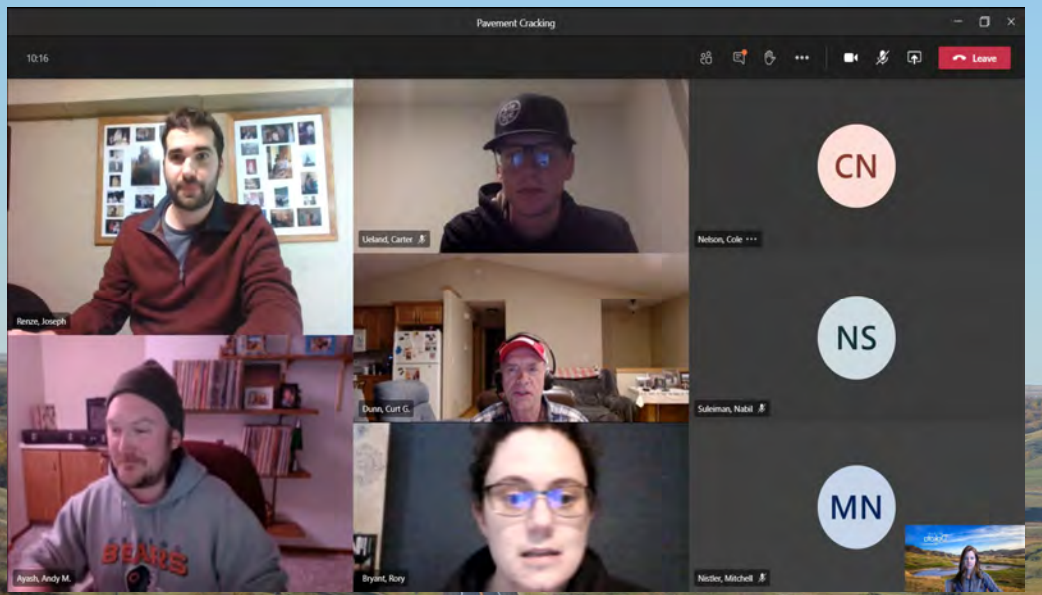 Pavement Cracking
10:16
Leave
Renze, Joseph
Ueland, Carter
CN
Nelson, Cole ...
Dunn, Curt G.
NS
Suleiman, Nabil
BEARS
Ayash, Andy M.
Bryant, Rory
MN
Nistler, Mitchell